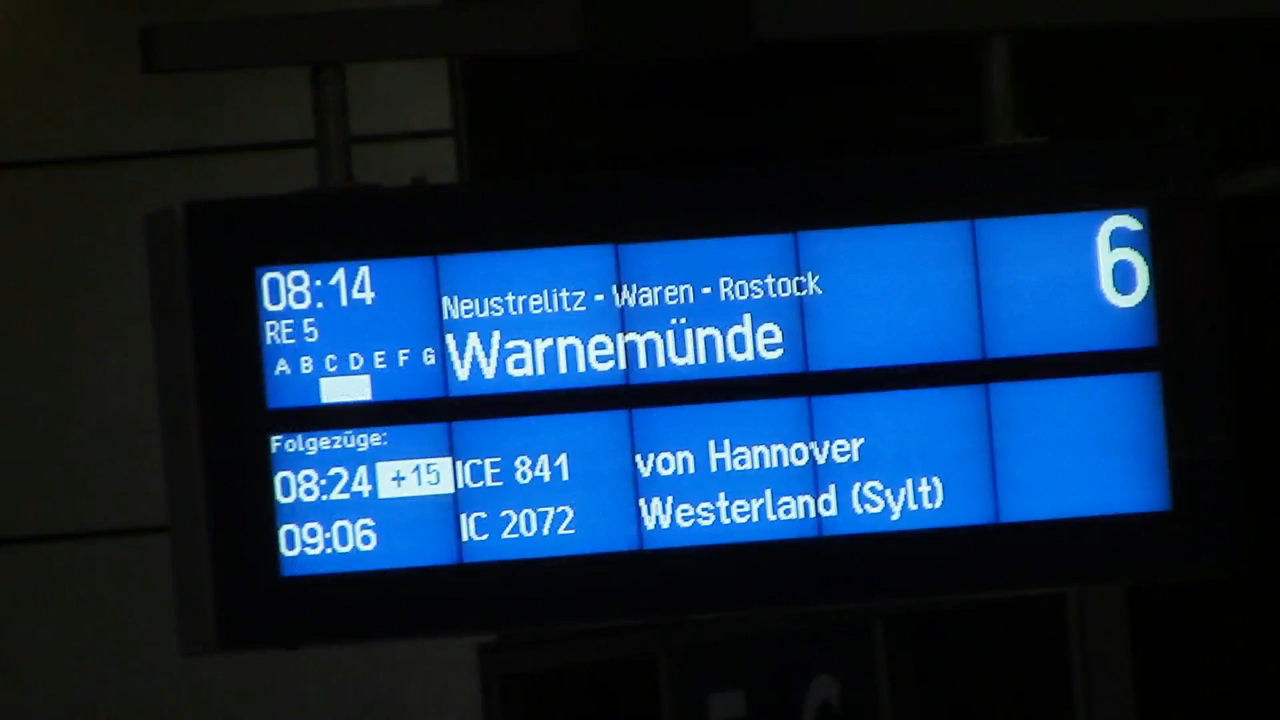 08:14
RE 5
A B C D E F G
Neustrelitz - Waren - Rostock
Warnemünde
6
Folgezüge:
08:24 +15 ICE 841 von Hannover
09:06 IC 2072 Westerland (Sylt)